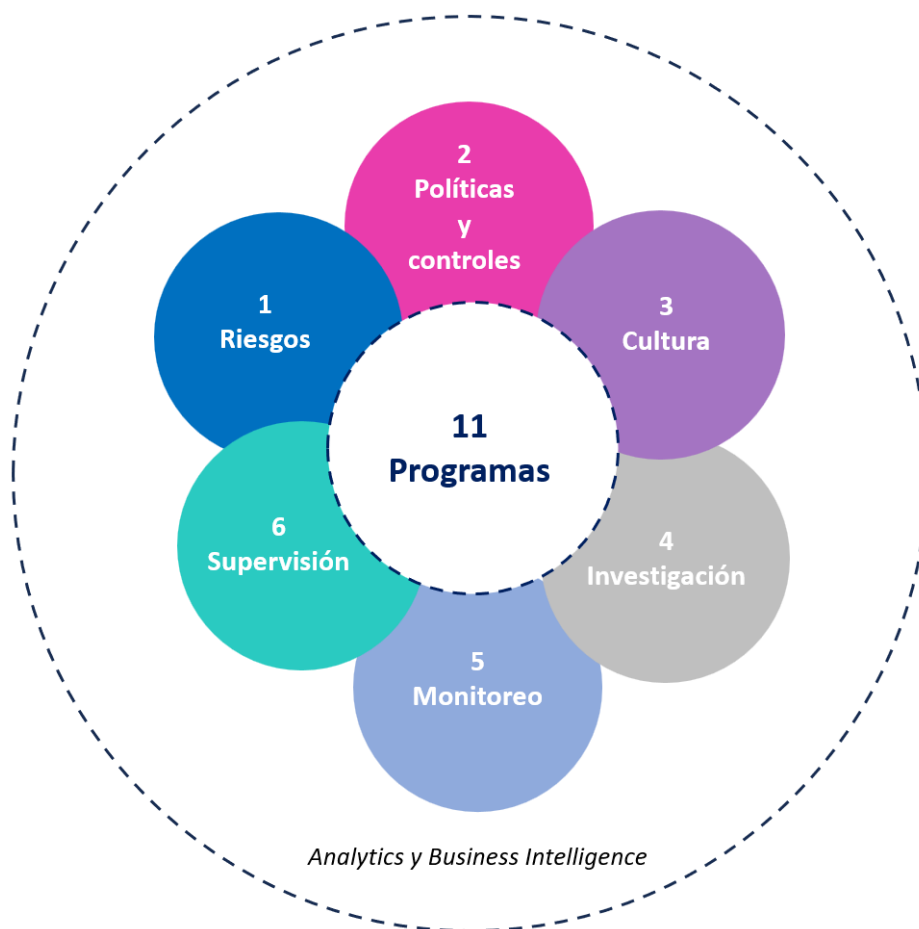 2
Políticas
y
controles
1
Riesgos
3
Cultura
11
Programas
6
Supervisión
4
Investigación
5
Monitoreo
Analytics y Business Intelligence